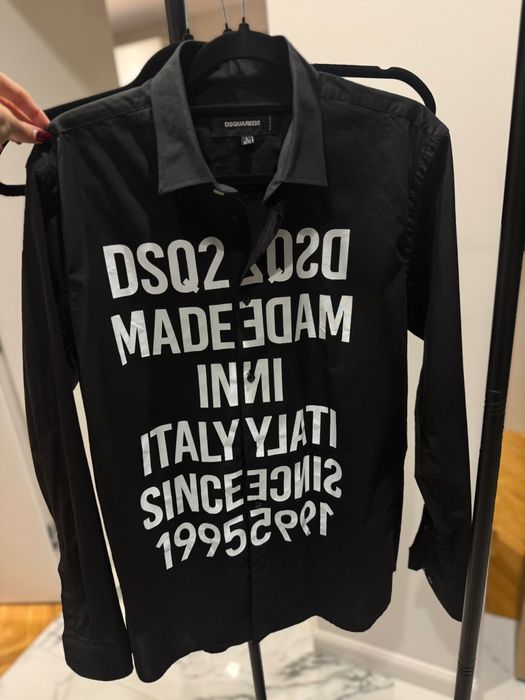 DSQUARED2
DSQ2 DSQ2
MADE MADE
IN IN
ITALY ITALY
SINCE SINCE
1995 1995